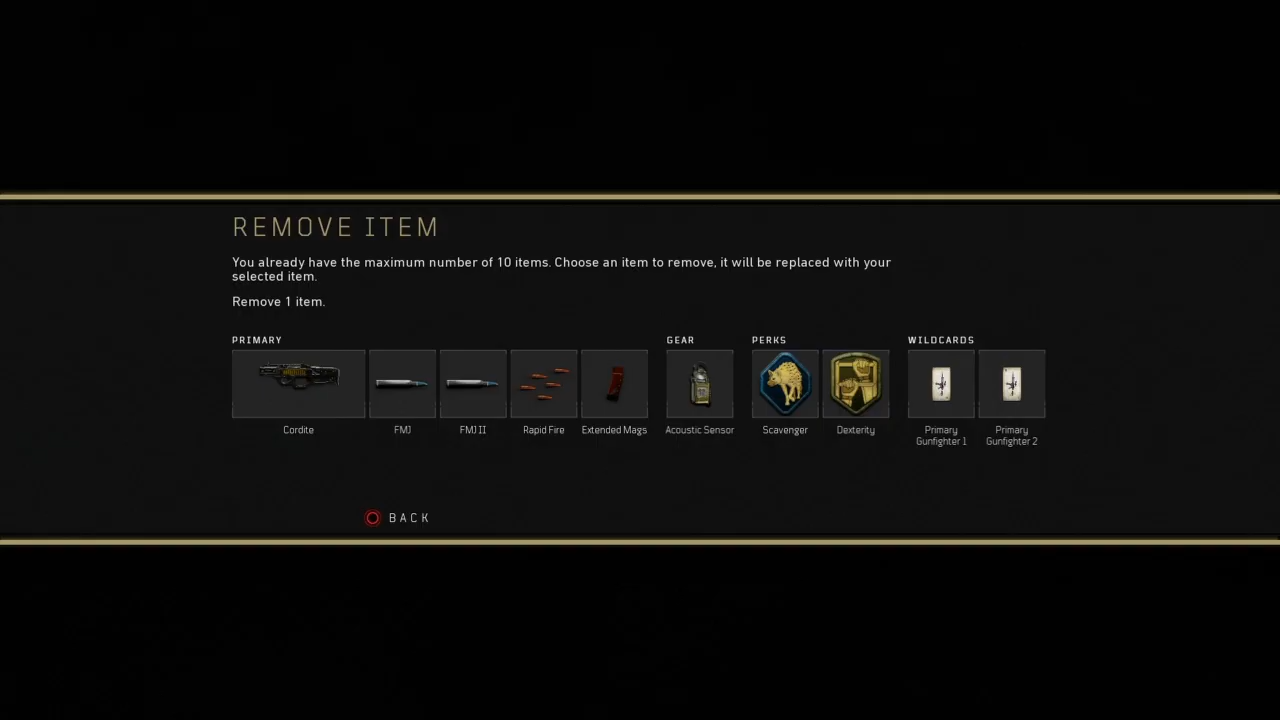 REMOVE ITEM
You already have the maximum number of 10 items. Choose an item to remove, it will be replaced with your
selected item.
Remove 1 item.
PRIMARY
GEAR
PERKS
WILDCARDS
Cordite
FMJ
FMJ II
Rapid Fire
Extended Mags
Acoustic Sensor
Scavenger
Dexterity
Primary
Gunfighter 1
Primary
Gunfighter 2
BACK